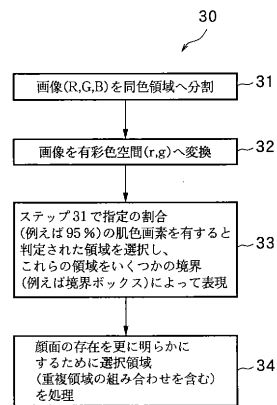 30
画像(R,G,B)を同色領域へ分割
31
画像を有彩色空間(r,g)へ変換
32
ステップ31で指定の割合
(例えば95%)の肌色画素を有すると
判定された領域を選択し、
これらの領域をいくつかの境界
(例えば境界ボックス)によって表現
33
顔面の存在を更に明らかに
するために選択領域
(重複領域の組み合わせを含む)
を処理
34